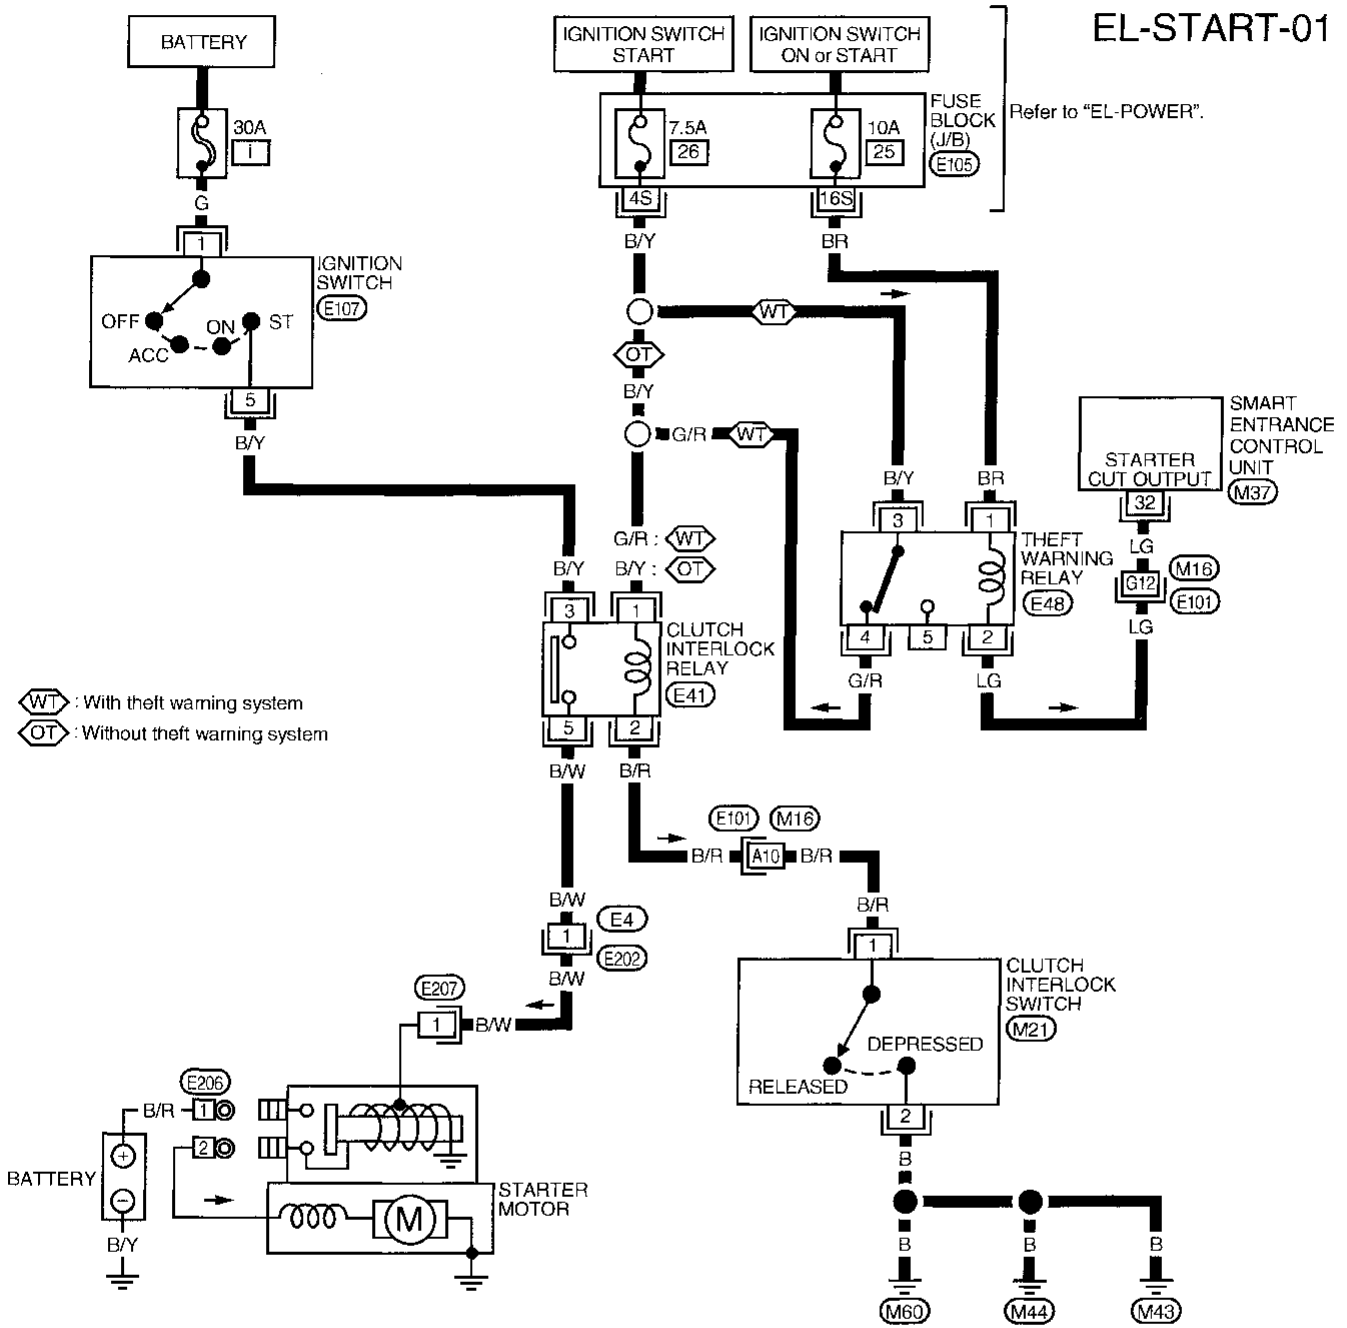 EL-START-01
BATTERY
30A
i
G
1
IGNITION SWITCH
START
IGNITION SWITCH
ON or START
7.5A
26
10A
25
FUSE
BLOCK
(J/B)
E105
Refer to "EL-POWER".
4S
16S
B/Y
BR
IGNITION
SWITCH
E107
OFF
ACC
ON
ST
5
B/Y
WT
OT
B/Y
G/R
WT
B/Y
BR
G/R :
WT
B/Y :
OT
B/Y
3
1
CLUTCH
INTERLOCK
RELAY
E41
5
2
B/W
B/R
3
1
THEFT
WARNING
RELAY
E48
4
5
2
G/R
LG
SMART
ENTRANCE
CONTROL
UNIT
M37
STARTER
CUT OUTPUT
32
LG
G12
M16
E101
LG
WT : With theft warning system
OT : Without theft warning system
E101
M16
B/R
A10
B/R
B/R
1
CLUTCH
INTERLOCK
SWITCH
M21
DEPRESSED
RELEASED
2
B
B
B
B
M60
M44
M43
B/W
1
E4
E202
B/W
E207
1
B/W
E206
B/R
1
2
BATTERY
+
−
B/Y
M
STARTER
MOTOR